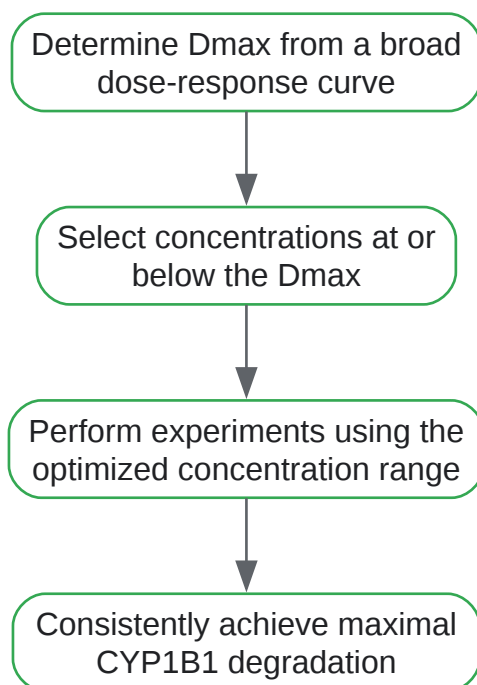 Determine Dmax from a broad
dose-response curve
Select concentrations at or
below the Dmax
Perform experiments using the
optimized concentration range
Consistently achieve maximal
CYP1B1 degradation